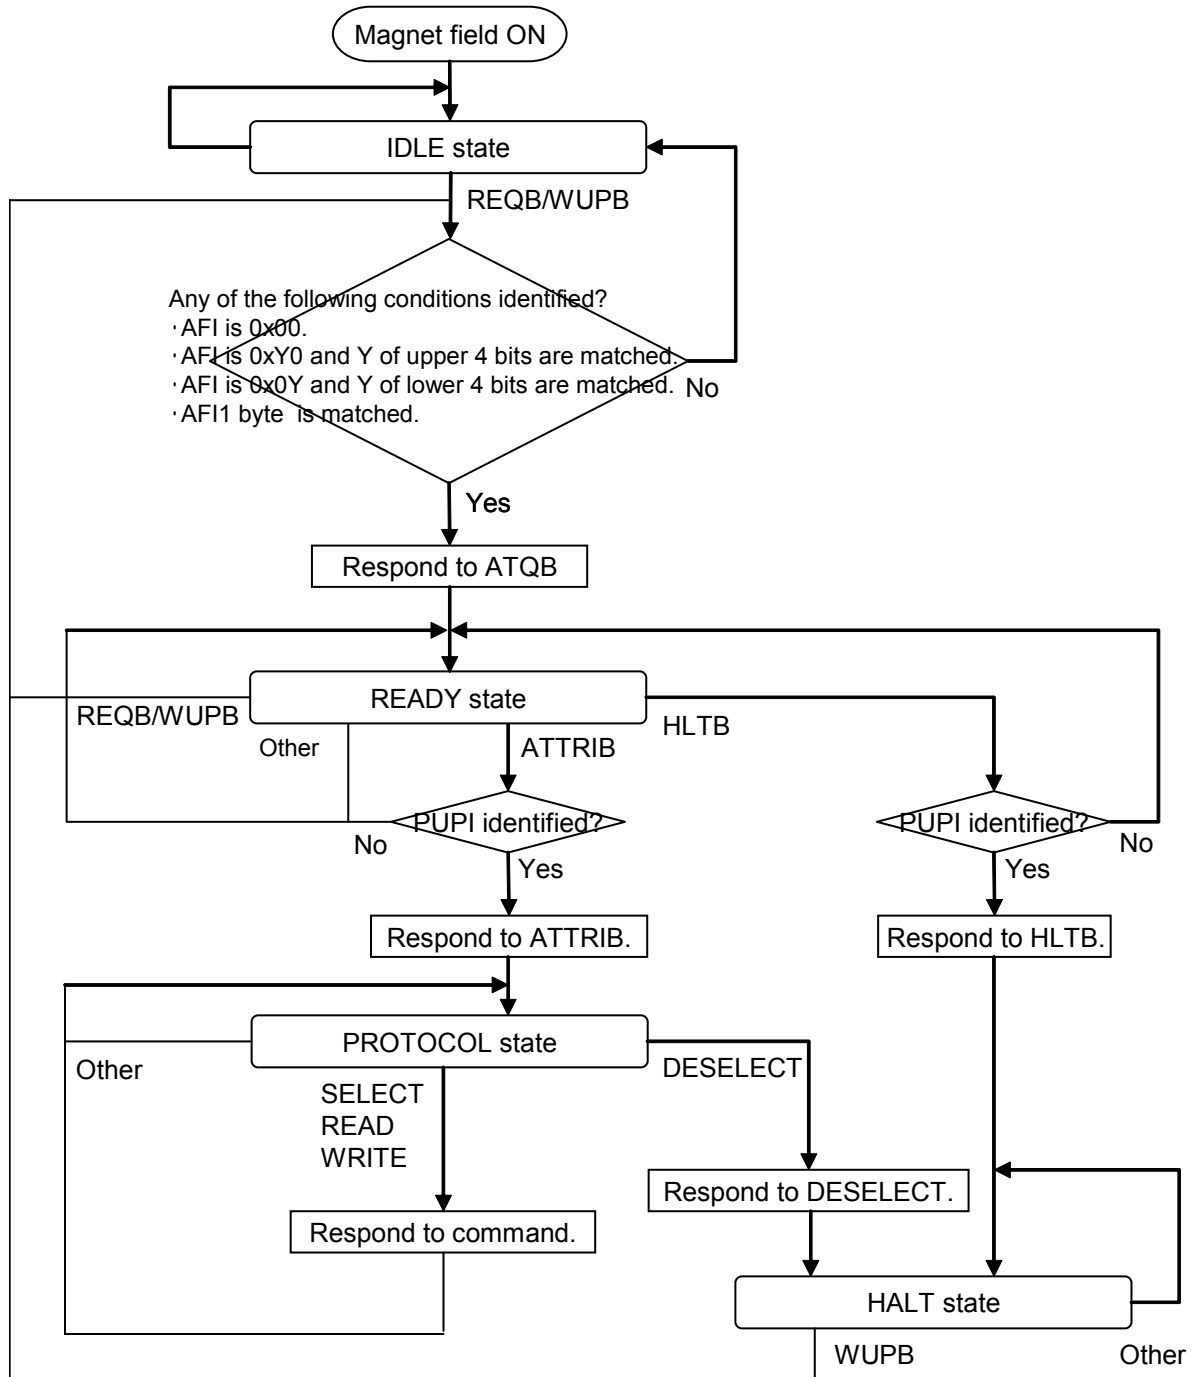 Magnet field ON
IDLE state
REQB/WUPB
Any of the following conditions identified?
·AFI is 0x00.
·AFI is 0xY0 and Y of upper 4 bits are matched.
·AFI is 0x0Y and Y of lower 4 bits are matched.
No
·AFI1 byte is matched.
Yes
Respond to ATQB
READY state
REQB/WUPB
Other
ATTRIB
HLTB
PUPI identified?
PUPI identified?
No
Yes
No
Yes
Respond to ATTRIB.
Respond to HLTB.
PROTOCOL state
Other
DESELECT
SELECT
READ
WRITE
Respond to DESELECT.
Respond to command.
HALT state
WUPB
Other